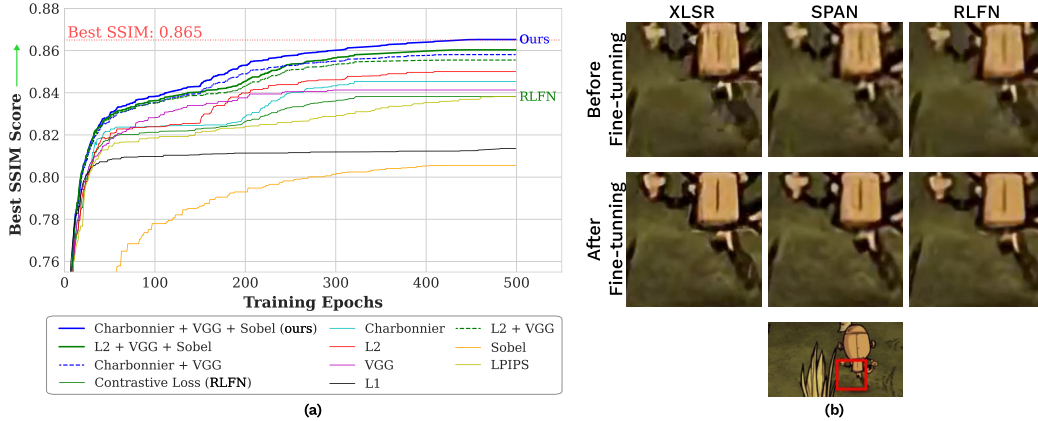 0.88
0.86
0.84
0.82
0.80
0.78
0.76
Best SSIM Score
Best SSIM: 0.865
Ours
RLFN
0 100 200 300 400 500
Training Epochs
Charbonnier + VGG + Sobel (ours)
L2 + VGG + Sobel
Charbonnier + VGG
Contrastive Loss (RLFN)
Charbonnier
L2
VGG
L1
L2 + VGG
Sobel
LPIPS
(a)
XLSR SPAN RLFN
Before
Fine-tunning
After
Fine-tunning
(b)